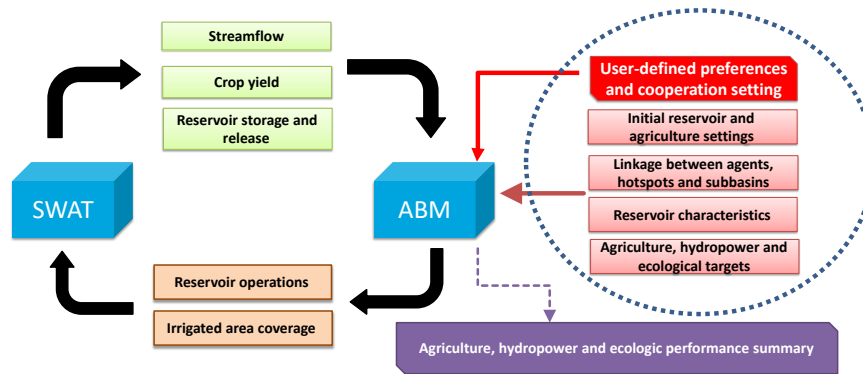 Streamflow
Crop yield
Reservoir storage and
release
SWAT
ABM
Reservoir operations
Irrigated area coverage
User-defined preferences
and cooperation setting
Initial reservoir and
agriculture settings
Linkage between agents,
hotspots and subbasins
Reservoir characteristics
Agriculture, hydropower and
ecological targets
Agriculture, hydropower and ecologic performance summary